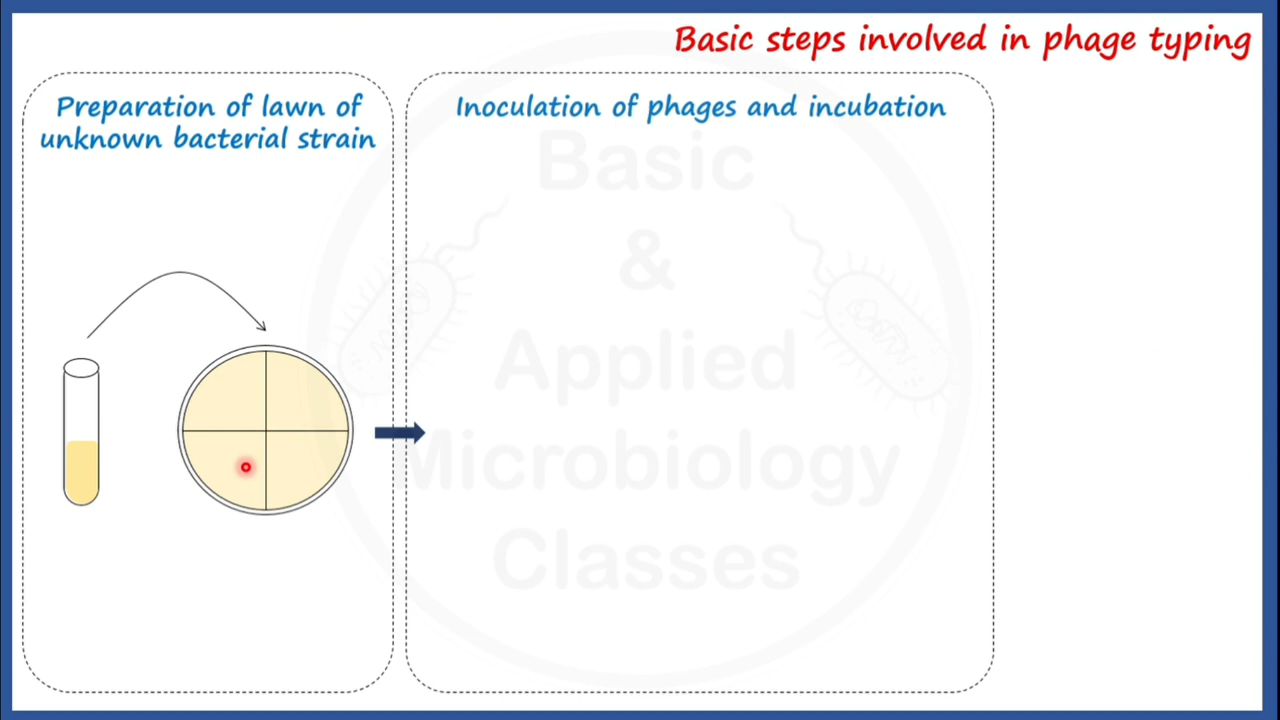 Basic steps involved in phage typing
Preparation of lawn of
unknown bacterial strain
Inoculation of phages and incubation
Basic
&
Applied
Microbiology
Classes